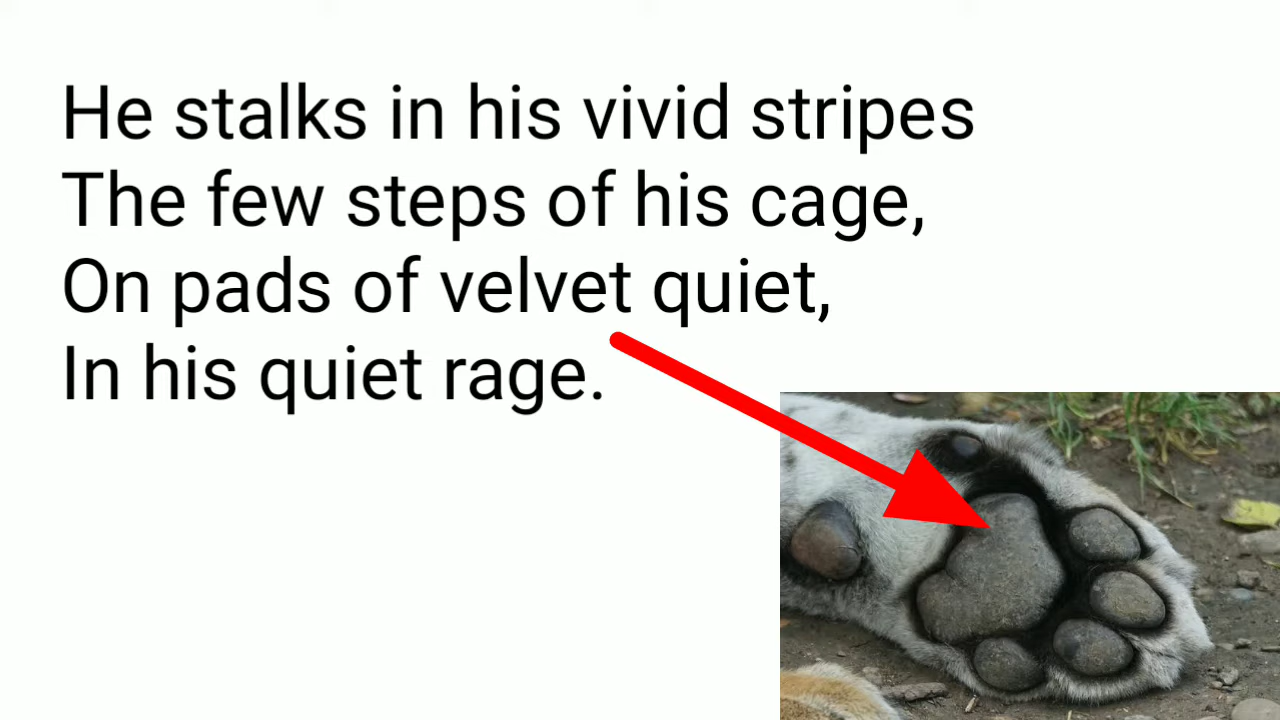 He stalks in his vivid stripes
The few steps of his cage,
On pads of velvet quiet,
In his quiet rage.